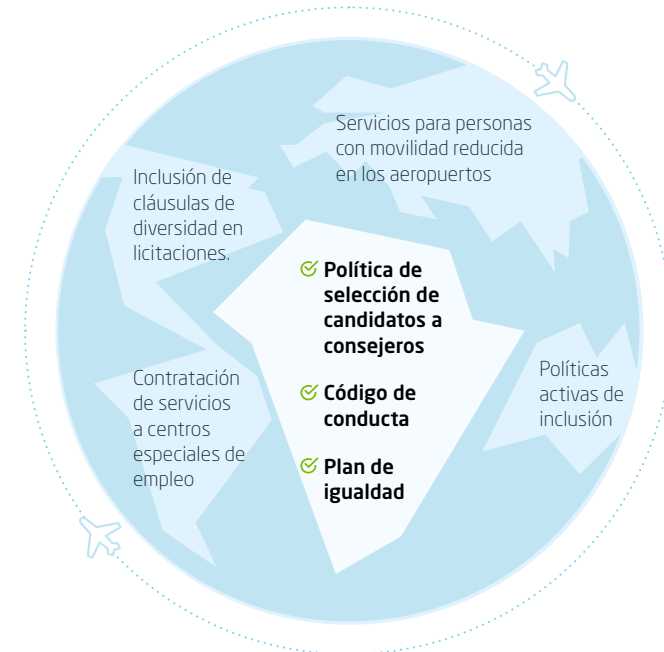 Servicios para personas
con movilidad reducida
en los aeropuertos
Inclusión de
cláusulas de
diversidad en
licitaciones.
Política de
selección de
candidatos a
consejeros
Código de
conducta
Plan de
igualdad
Contratación
de servicios
a centros
especiales de
empleo
Políticas
activas de
inclusión